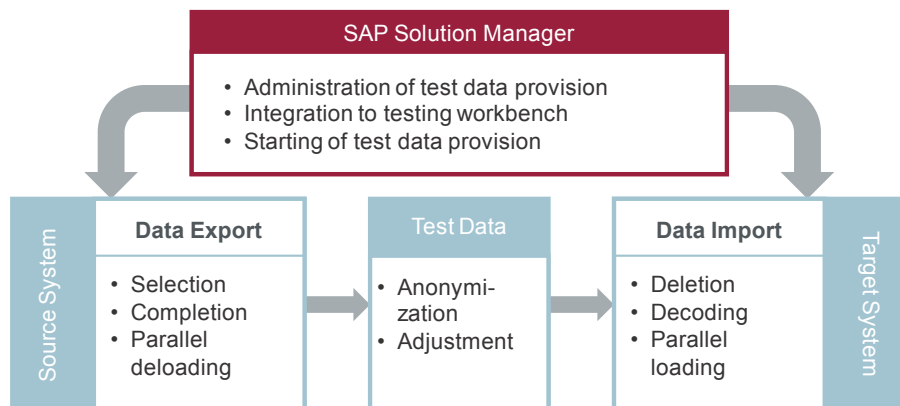 SAP Solution Manager
• Administration of test data provision
• Integration to testing workbench
• Starting of test data provision
Source System
Data Export
• Selection
• Completion
• Parallel
deloading
Test Data
• Anonymi-
zation
• Adjustment
Data Import
• Deletion
• Decoding
• Parallel
loading
Target System